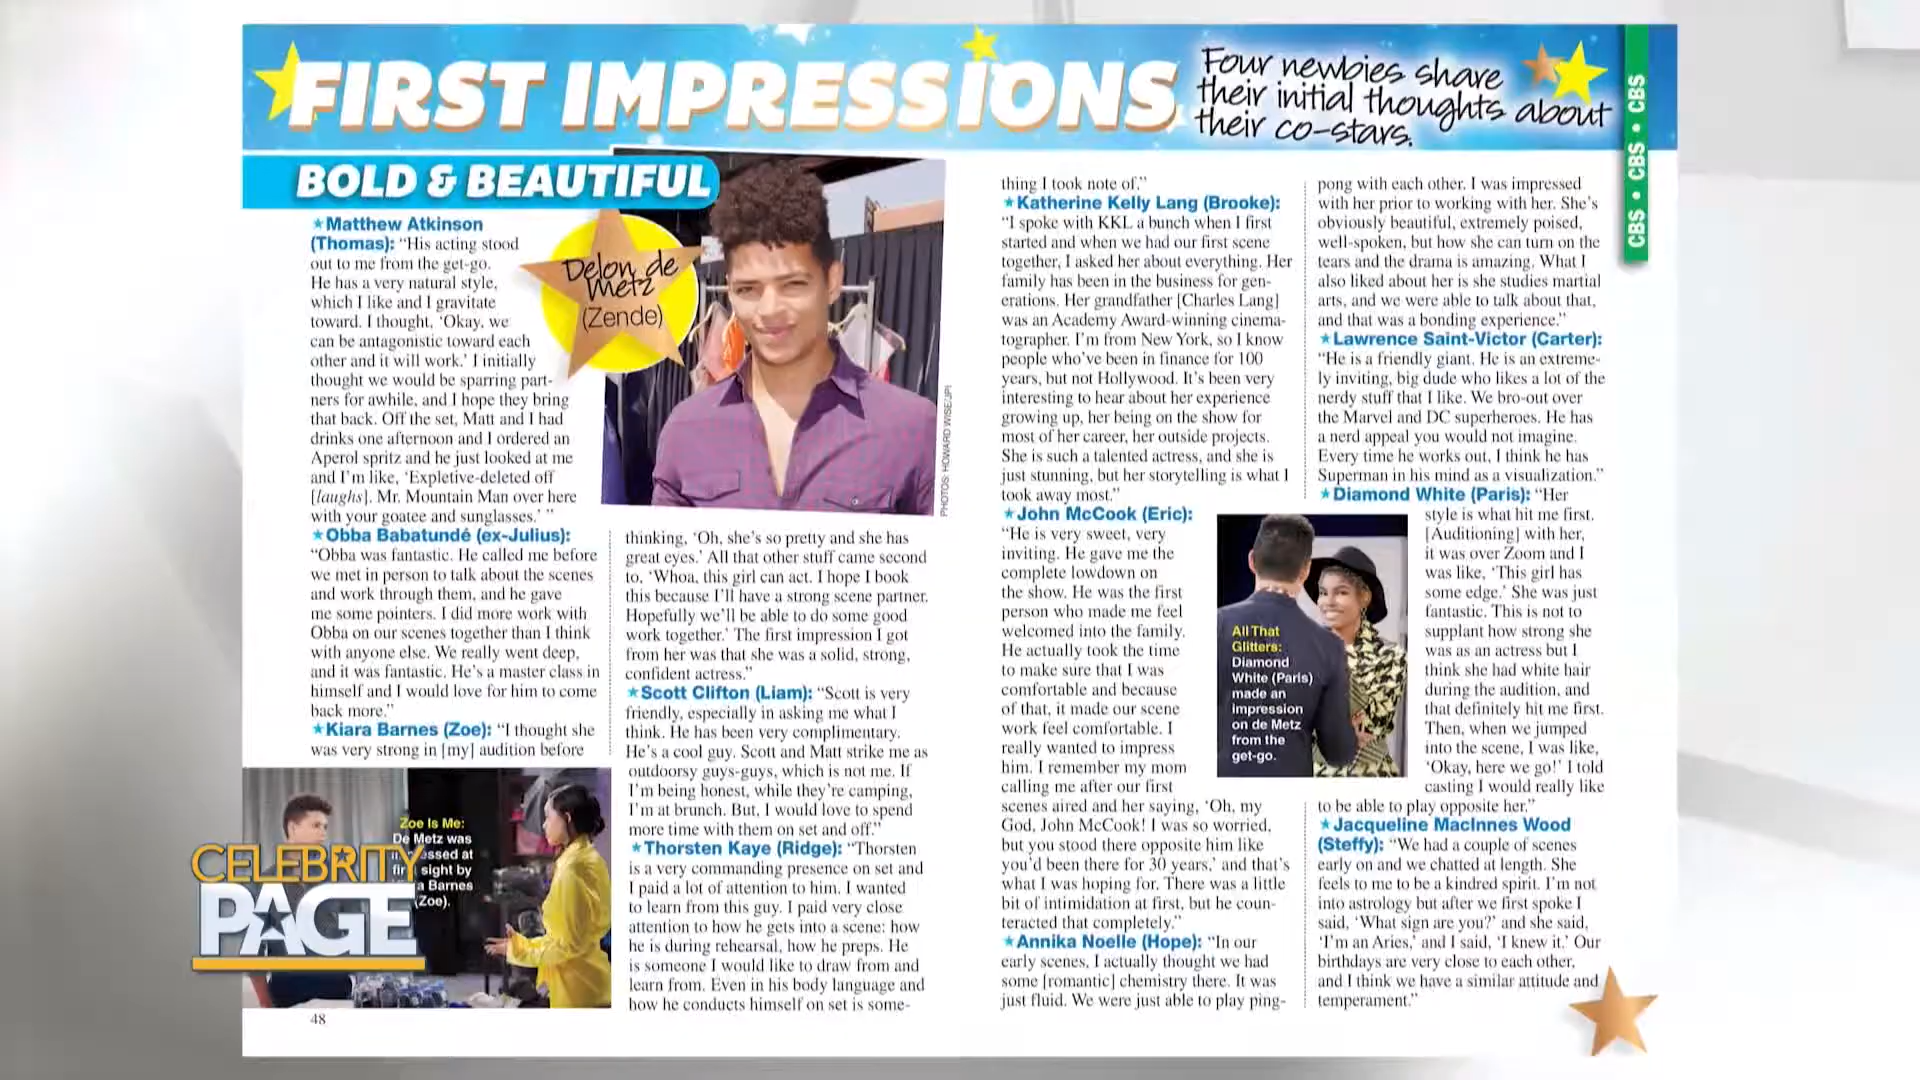 FIRST IMPRESSIONS
Four newbies share
their initial thoughts about
their co-stars.
CBS • CBS • CBS
BOLD & BEAUTIFUL
Delon de
Metz
(Zende)
PHOTOS: HOWARD WISE/JPI
★Matthew Atkinson
(Thomas): “His acting stood
out to me from the get-go.
He has a very natural style,
which I like and I gravitate
toward. I thought, ‘Okay, we
can be antagonistic toward each
other and it will work.’ I initially
thought we would be sparring part-
ners for awhile, and I hope they bring
that back. Off the set, Matt and I had
drinks one afternoon and I ordered an
Aperol spritz and he just looked at me
and I’m like, ‘Expletive-deleted off
[laughs]. Mr. Mountain Man over here
with your goatee and sunglasses.’ ”
★Obba Babatundé (ex-Julius):
“Obba was fantastic. He called me before
we met in person to talk about the scenes
and work through them, and he gave
me some pointers. I did more work with
Obba on our scenes together than I think
with anyone else. We really went deep,
and it was fantastic. He’s a master class in
himself and I would love for him to come
back more.”
★Kiara Barnes (Zoe): “I thought she
was very strong in [my] audition before
Zoe Is Me:
De Metz was
essed at
sight by
a Barnes
(Zoe).
CELEBRITY
PAGE
48
thinking, ‘Oh, she’s so pretty and she has
great eyes.’ All that other stuff came second
to, ‘Whoa, this girl can act. I hope I book
this because I’ll have a strong scene partner.
Hopefully we’ll be able to do some good
work together.’ The first impression I got
from her was that she was a solid, strong,
confident actress.”
★Scott Clifton (Liam): “Scott is very
friendly, especially in asking me what I
think. He has been very complimentary.
He’s a cool guy. Scott and Matt strike me as
outdoorsy guys-guys, which is not me. If
I’m being honest, while they’re camping,
I’m at brunch. But, I would love to spend
more time with them on set and off.”
★Thorsten Kaye (Ridge): “Thorsten
is a very commanding presence on set and
I paid a lot of attention to him. I wanted
to learn from this guy. I paid very close
attention to how he gets into a scene: how
he is during rehearsal, how he preps. He
is someone I would like to draw from and
learn from. Even in his body language and
how he conducts himself on set is some-
thing I took note of.”
★Katherine Kelly Lang (Brooke):
“I spoke with KKL a bunch when I first
started and when we had our first scene
together, I asked her about everything. Her
family has been in the business for gen-
erations. Her grandfather [Charles Lang]
was an Academy Award-winning cinema-
tographer. I’m from New York, so I know
people who’ve been in finance for 100
years, but not Hollywood. It’s been very
interesting to hear about her experience
growing up, her being on the show for
most of her career, her outside projects.
She is such a talented actress, and she is
just stunning, but her storytelling is what I
took away most.”
★John McCook (Eric):
“He is very sweet, very
inviting. He gave me the
complete lowdown on
the show. He was the first
person who made me feel
welcomed into the family.
He actually took the time
to make sure that I was
comfortable and because
of that, it made our scene
work feel comfortable. I
really wanted to impress
him. I remember my mom
calling me after our first
scenes aired and her saying, ‘Oh, my
God, John McCook! I was so worried,
but you stood there opposite him like
you’d been there for 30 years,’ and that’s
what I was hoping for. There was a little
bit of intimidation at first, but he coun-
teracted that completely.”
★Annika Noelle (Hope): “In our
early scenes, I actually thought we had
some [romantic] chemistry there. It was
just fluid. We were just able to play ping-
pong with each other. I was impressed
with her prior to working with her. She’s
obviously beautiful, extremely poised,
well-spoken, but how she can turn on the
tears and the drama is amazing. What I
also liked about her is she studies martial
arts, and we were able to talk about that,
and that was a bonding experience.”
★Lawrence Saint-Victor (Carter):
“He is a friendly giant. He is an extreme-
ly inviting, big dude who likes a lot of the
nerdy stuff that I like. We bro-out over
the Marvel and DC superheroes. He has
a nerd appeal you would not imagine.
Every time he works out, I think he has
Superman in his mind as a visualization.”
★Diamond White (Paris): “Her
style is what hit me first.
[Auditioning] with her,
it was over Zoom and I
was like, ‘This girl has
some edge.’ She was just
fantastic. This is not to
supplant how strong she
was as an actress but I
think she had white hair
during the audition, and
that definitely hit me first.
Then, when we jumped
into the scene, I was like,
‘Okay, here we go!’ I told
casting I would really like
to be able to play opposite her.”
All That
Glitters:
Diamond
White (Paris)
made an
impression
on de Metz
from the
get-go.
★Jacqueline MacInnes Wood
(Steffy): “We had a couple of scenes
early on and we chatted at length. She
feels to me to be a kindred spirit. I’m not
into astrology but after we first spoke I
said, ‘What sign are you?’ and she said,
‘I’m an Aries,’ and I said, ‘I knew it.’ Our
birthdays are very close to each other,
and I think we have a similar attitude and
temperament.”